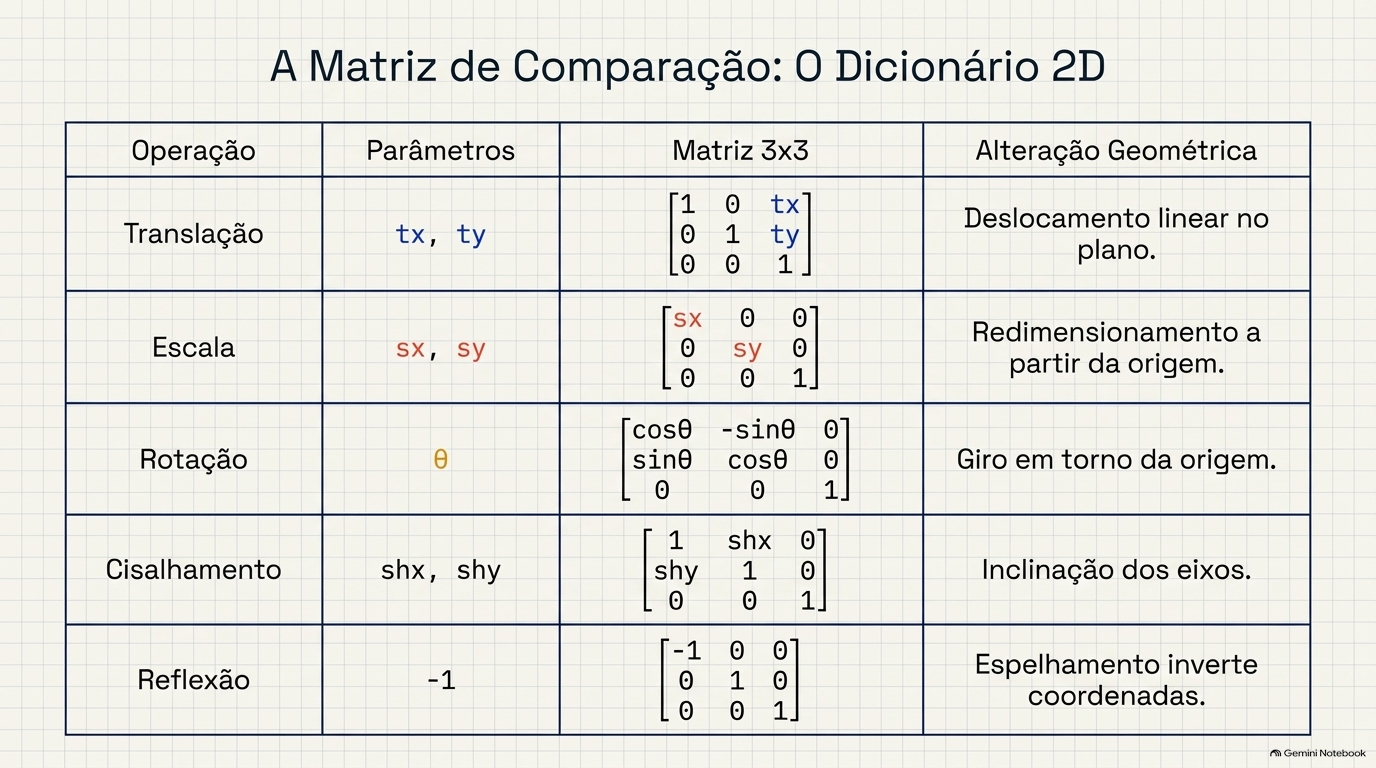 A Matriz de Comparação: O Dicionário 2D
Operação Parâmetros Matriz 3x3 Alteração Geométrica
Translação
tx, ty
[1 0 tx]
[0 1 ty]
[0 0 1]
Deslocamento linear no
plano.
Escala
sx, sy
[sx 0 0]
[0 sy 0]
[0 0 1]
Redimensionamento a
partir da origem.
Rotação
θ
[cosθ -sinθ 0]
[sinθ cosθ 0]
[0 0 1]
Giro em torno da origem.
Cisalhamento
shx, shy
[1 shx 0]
[shy 1 0]
[0 0 1]
Inclinação dos eixos.
Reflexão
-1
[-1 0 0]
[0 1 0]
[0 0 1]
Espelhamento inverte
coordenadas.
Gemini Notebook